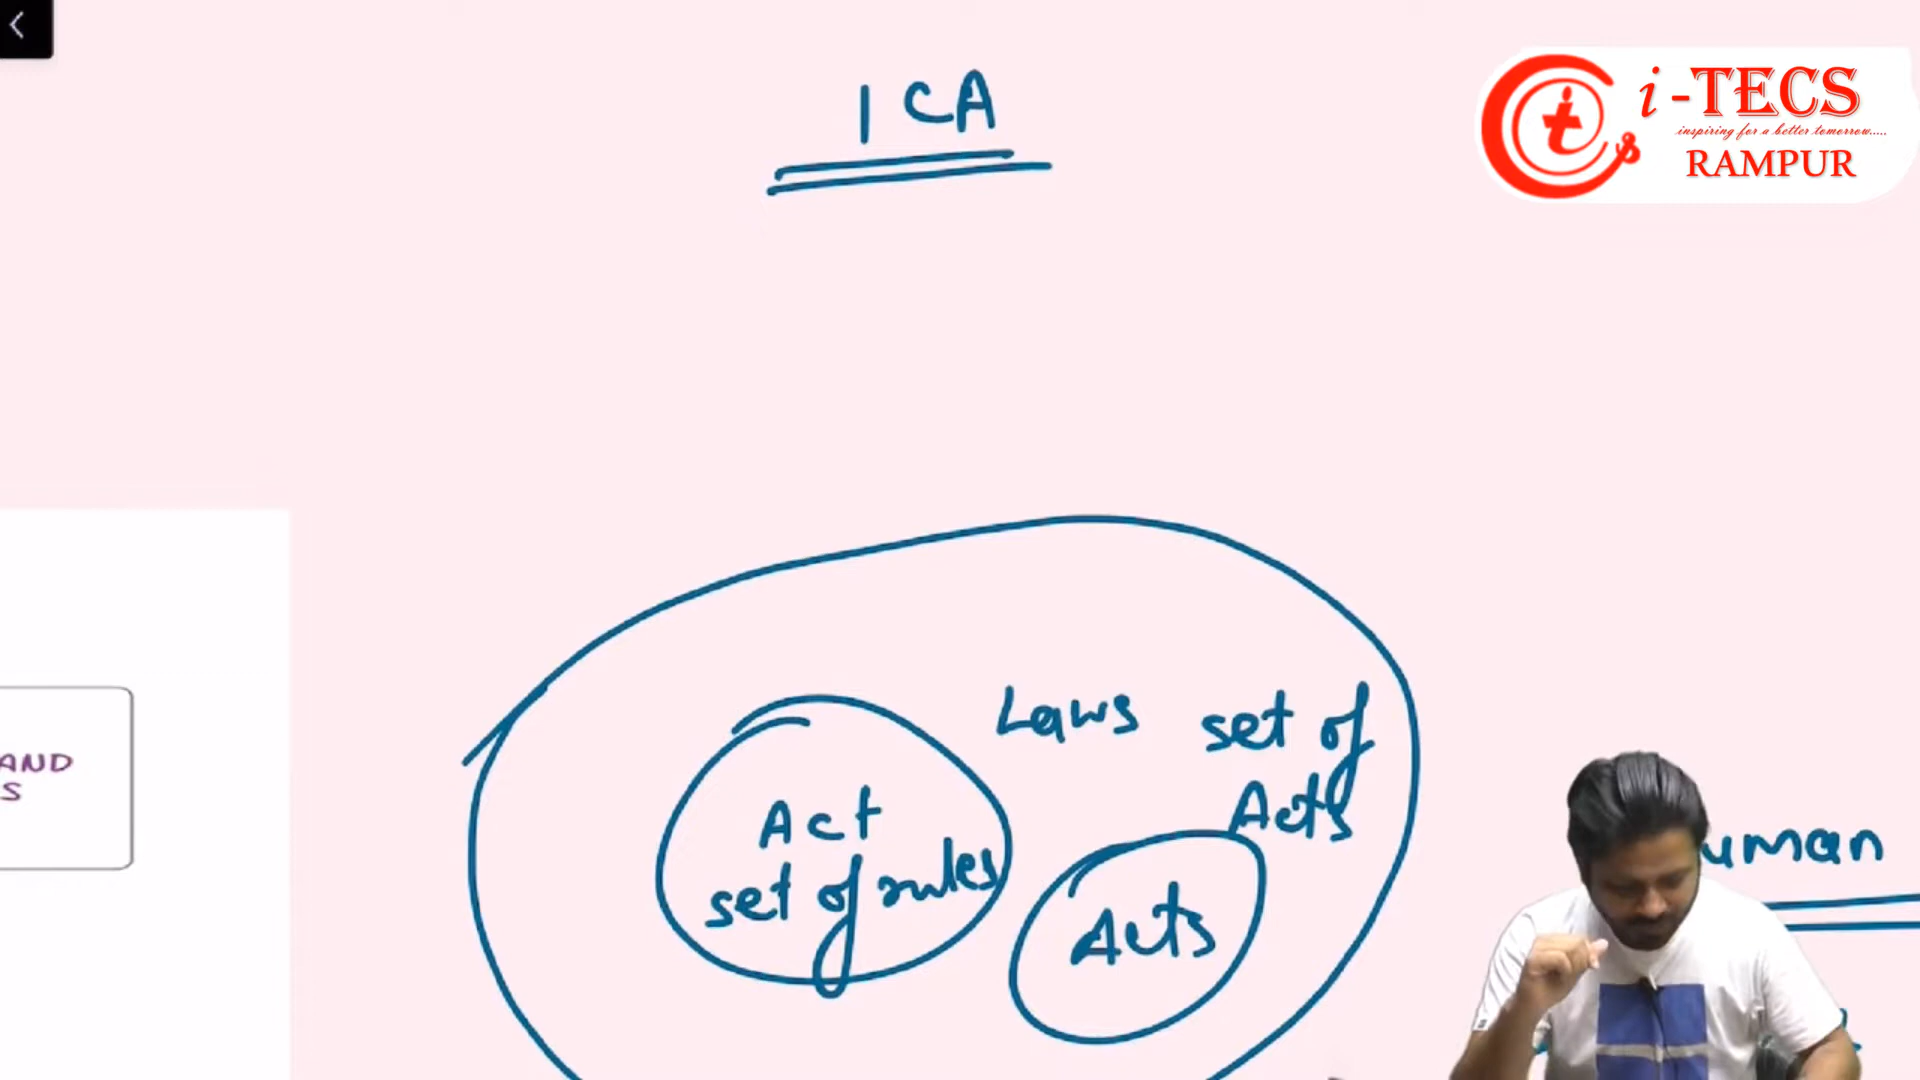 ICA
i-TECS
inspiring for a better tomorrow.....
RAMPUR
Laws set of
Acts
AND
S
Act
set of rules
Acts
uman